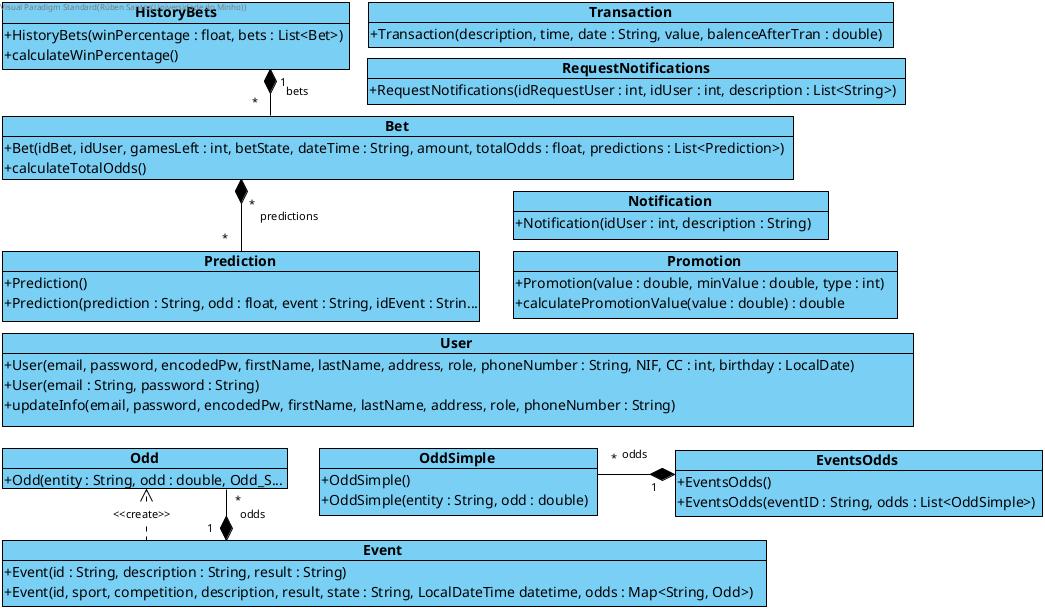 Visual Paradigm Standard(Rúben Santos(Universidade do Minho))
HistoryBets
+HistoryBets(winPercentage : float, bets : List<Bet>)
+calculateWinPercentage()
Transaction
+Transaction(description, time, date : String, value, balenceAfterTran : double)
RequestNotifications
+RequestNotifications(idRequestUser : int, idUser : int, description : List<String>)
1
bets
*
Bet
+Bet(idBet, idUser, gamesLeft : int, betState, dateTime : String, amount, totalOdds : float, predictions : List<Prediction>)
+calculateTotalOdds()
*
predictions
*
Notification
+Notification(idUser : int, description : String)
Prediction
+Prediction()
+Prediction(prediction : String, odd : float, event : String, idEvent : Strin...
Promotion
+Promotion(value : double, minValue : double, type : int)
+calculatePromotionValue(value : double) : double
User
+User(email, password, encodedPw, firstName, lastName, address, role, phoneNumber : String, NIF, CC : int, birthday : LocalDate)
+User(email : String, password : String)
+updateInfo(email, password, encodedPw, firstName, lastName, address, role, phoneNumber : String)
Odd
+Odd(entity : String, odd : double, Odd_S...
OddSimple
+OddSimple()
+OddSimple(entity : String, odd : double)
* odds
1
EventsOdds
+EventsOdds()
+EventsOdds(eventID : String, odds : List<OddSimple>)
*
<<create>>
odds
1
Event
+Event(id : String, description : String, result : String)
+Event(id, sport, competition, description, result, state : String, LocalDateTime datetime, odds : Map<String, Odd>)